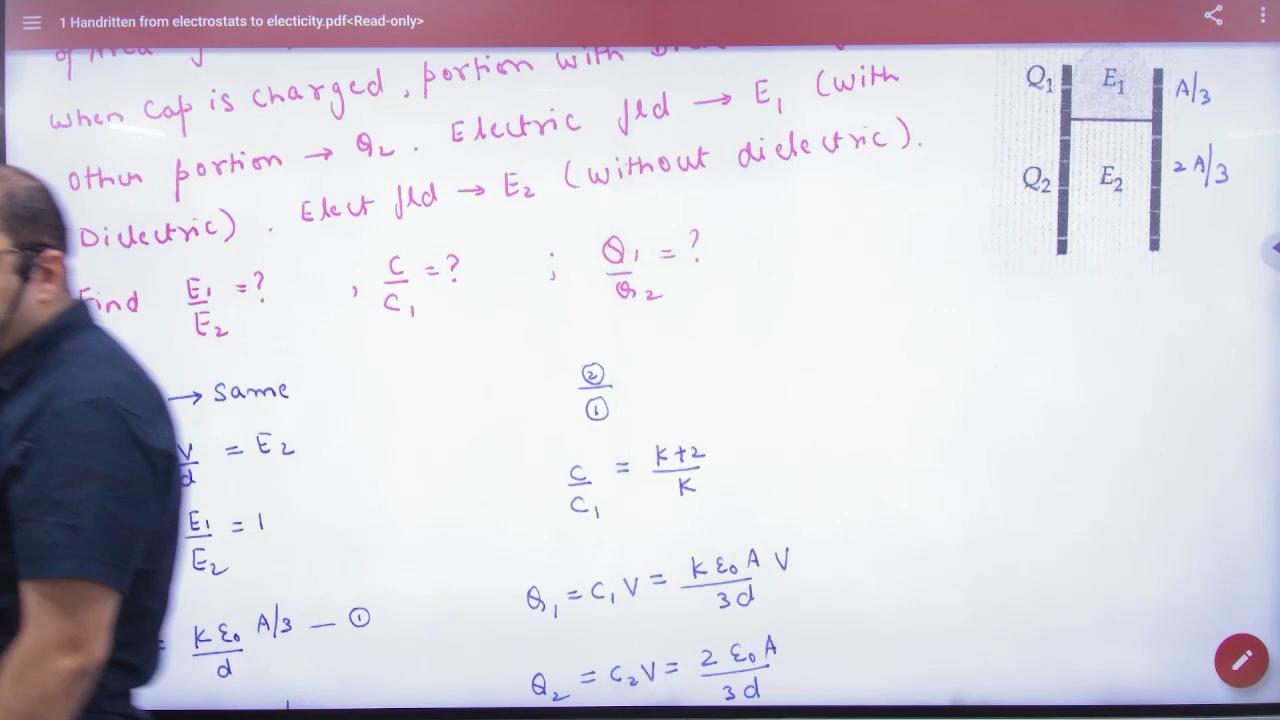 1 Handritten from electrostats to electicity.pdf<Read-only>
of Area
when Cap is charged, portion with
other portion → Q2. Electric fld → E1 (with
Dielectric). Elect fld → E2 (without dielectric).
Find E1/E2 =? , C/C1 =? ; Q1/Q2 =?
Q1 E1 A/3
Q2 E2 2A/3
→ Same
V/d = E2
E1/E2 = 1
= Kε0/d A/3 — ①
②/①
C/C1 = K+2/K
Q1 = C1V = Kε0A/3d V
Q2 = C2V = 2ε0A/3d